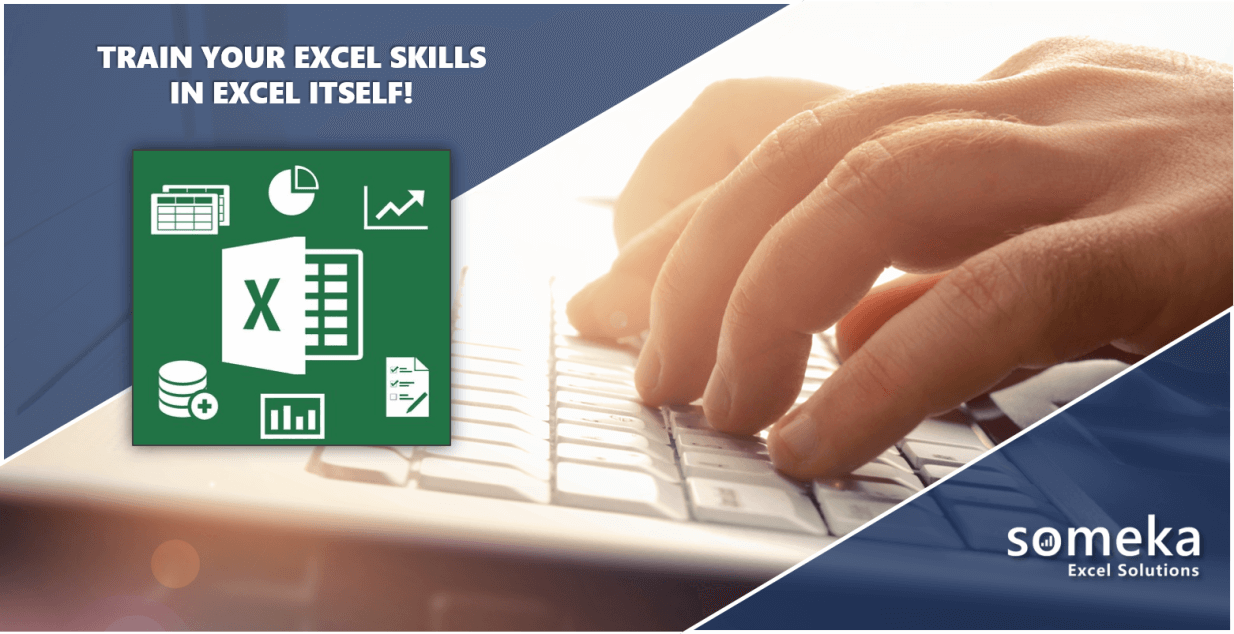 TRAIN YOUR EXCEL SKILLS
IN EXCEL ITSELF!
X
someka
Excel Solutions